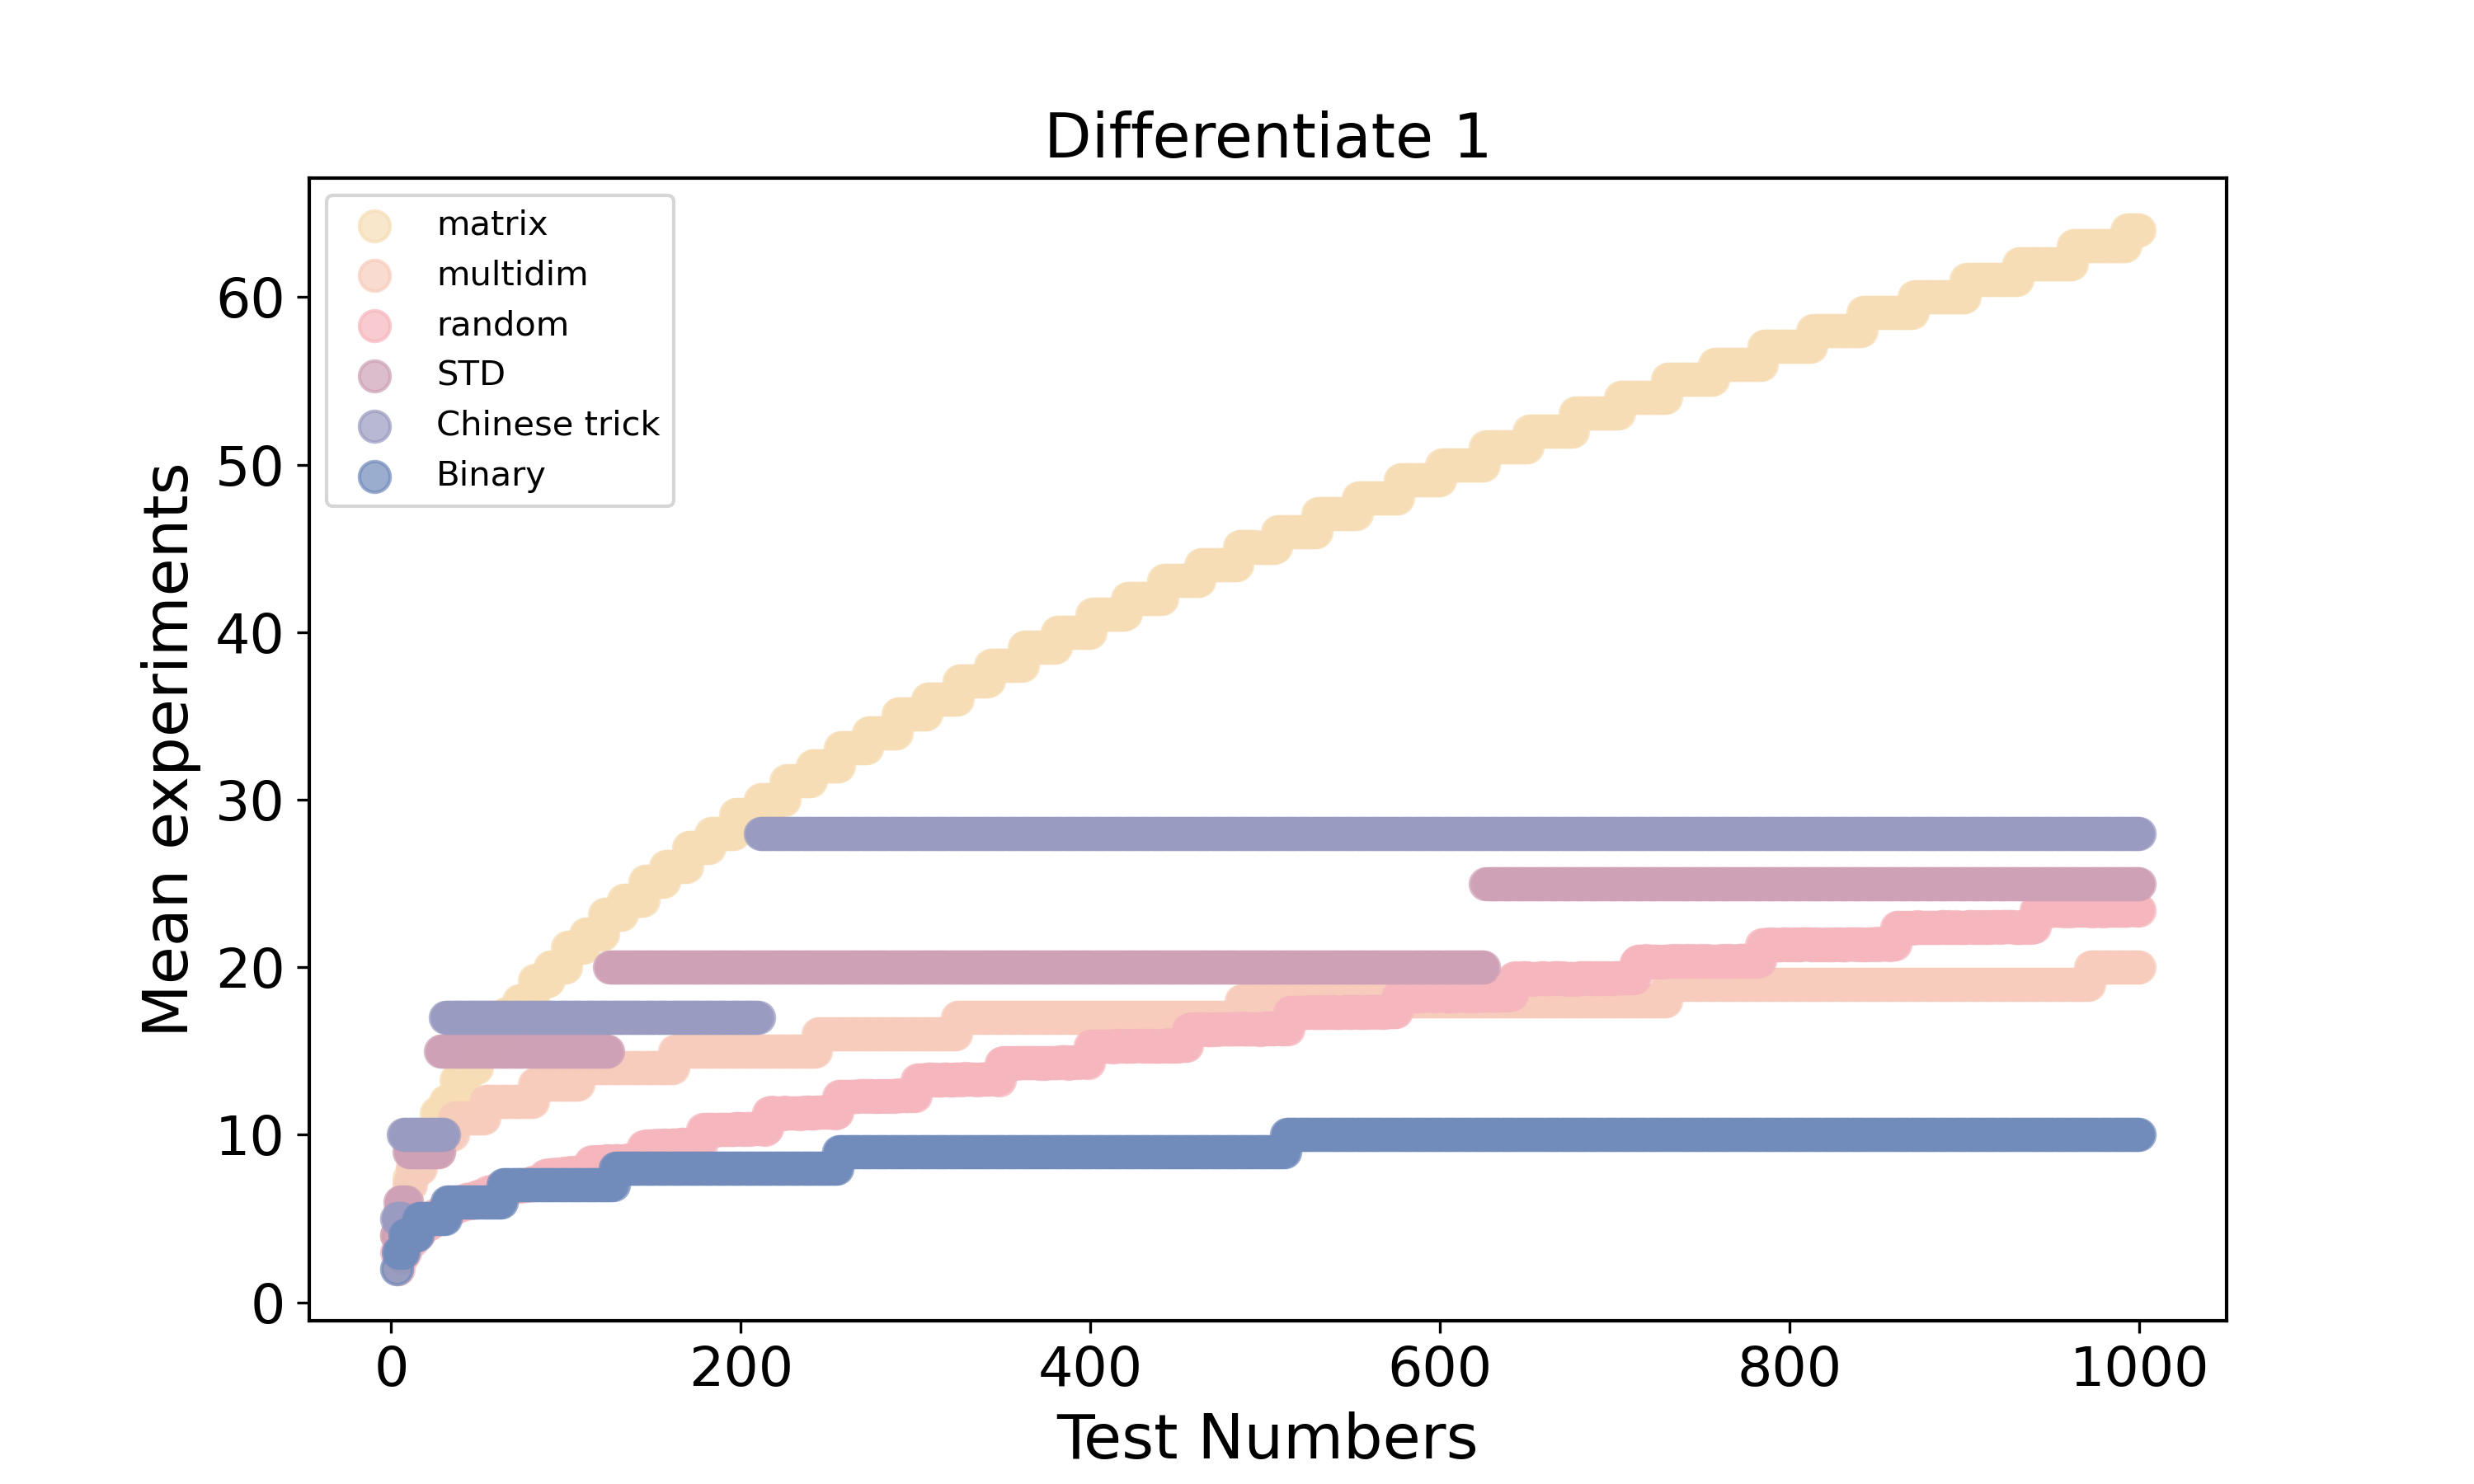 Differentiate 1
matrix
multidim
random
STD
Chinese trick
Binary
Mean experiments
60
50
40
30
20
10
0
0 200 400 600 800 1000
Test Numbers